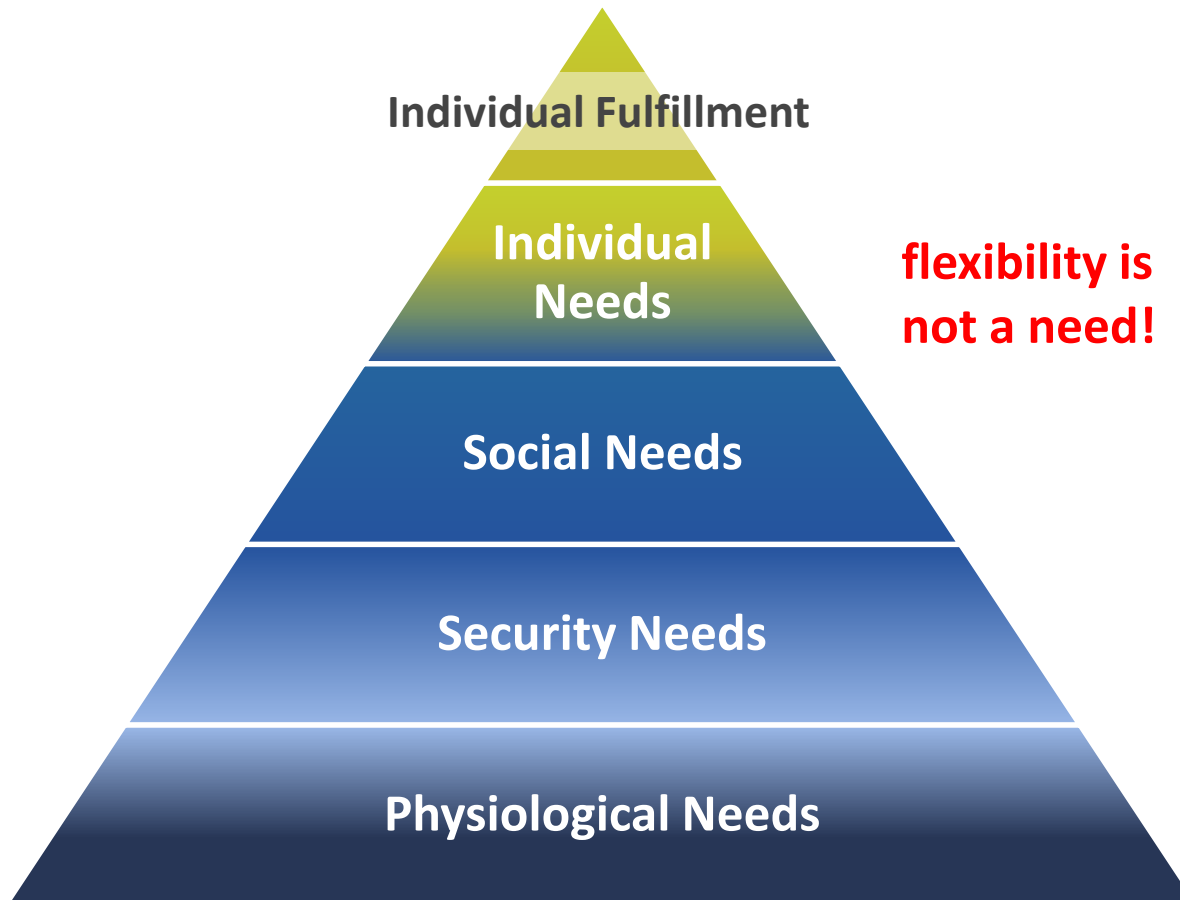 Individual Fulfillment
Individual
Needs
flexibility is
not a need!
Social Needs
Security Needs
Physiological Needs